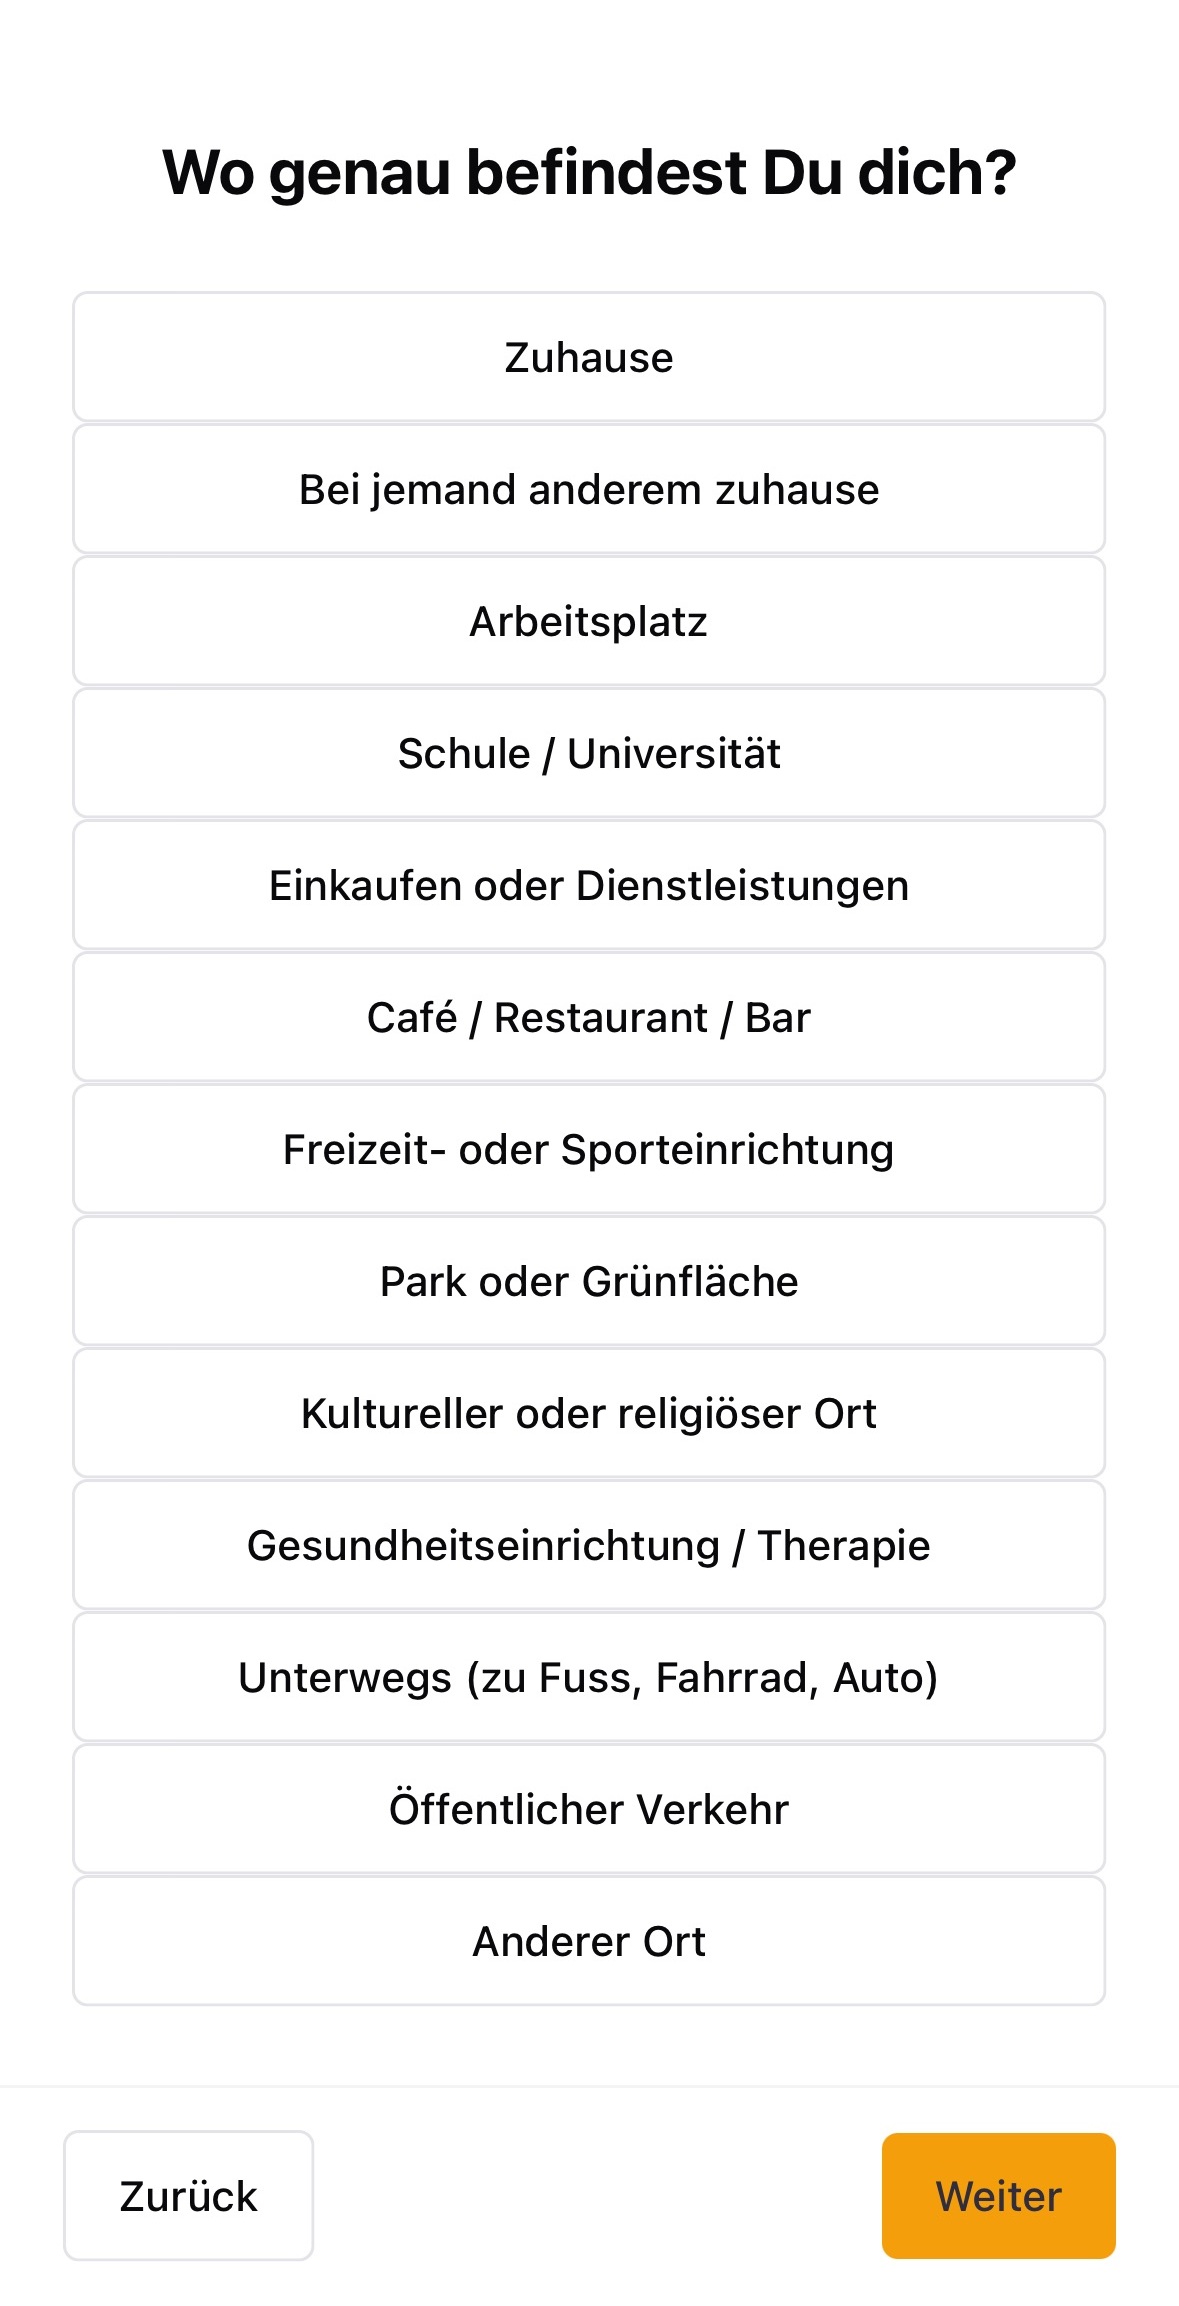 Wo genau befindest Du dich?
Zuhause
Bei jemand anderem zuhause
Arbeitsplatz
Schule / Universität
Einkaufen oder Dienstleistungen
Café / Restaurant / Bar
Freizeit- oder Sporteinrichtung
Park oder Grünfläche
Kultureller oder religiöser Ort
Gesundheitseinrichtung / Therapie
Unterwegs (zu Fuss, Fahrrad, Auto)
Öffentlicher Verkehr
Anderer Ort
Zurück
Weiter